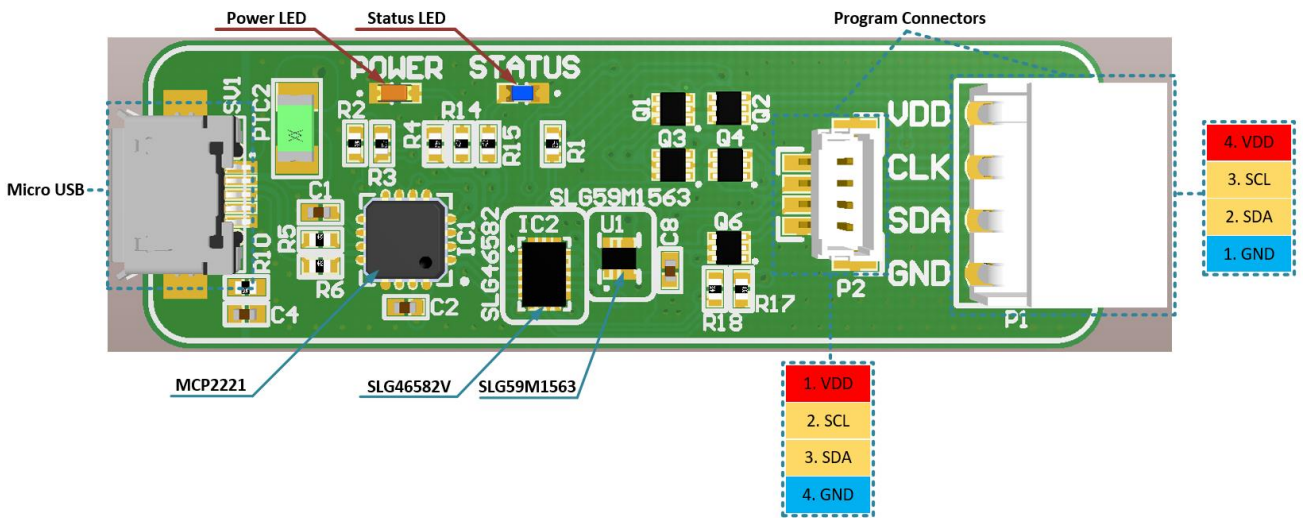 Power LED
Status LED
Program Connectors
POWER
STATUS
SV1
PTC2
R2
R3
R4
R14
R15
R1
Q1
Q2
Q3
Q4
VDD
CLK
SDA
GND
4. VDD
3. SCL
2. SDA
1. GND
Micro USB
C1
R5
R6
R10
C4
C2
IC1
SLG46582
IC2
SLG59M1563
U1
C8
Q6
R18
R17
P2
P1
MCP2221
SLG46582V
SLG59M1563
1. VDD
2. SCL
3. SDA
4. GND